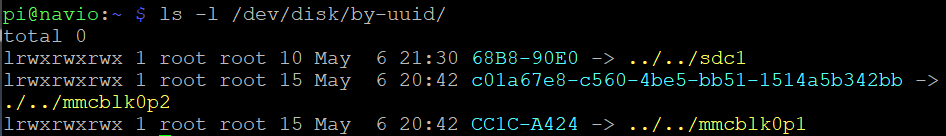 pi@navio:~ $ ls -l /dev/disk/by-uuid/
total 0
lrwxrwxrwx 1 root root 10 May  6 21:30 68B8-90E0 -> ../../sdc1
lrwxrwxrwx 1 root root 15 May  6 20:42 c01a67e8-c560-4be5-bb51-1514a5b342bb ->
./../mmcblk0p2
lrwxrwxrwx 1 root root 15 May  6 20:42 CC1C-A424 -> ../../mmcblk0p1